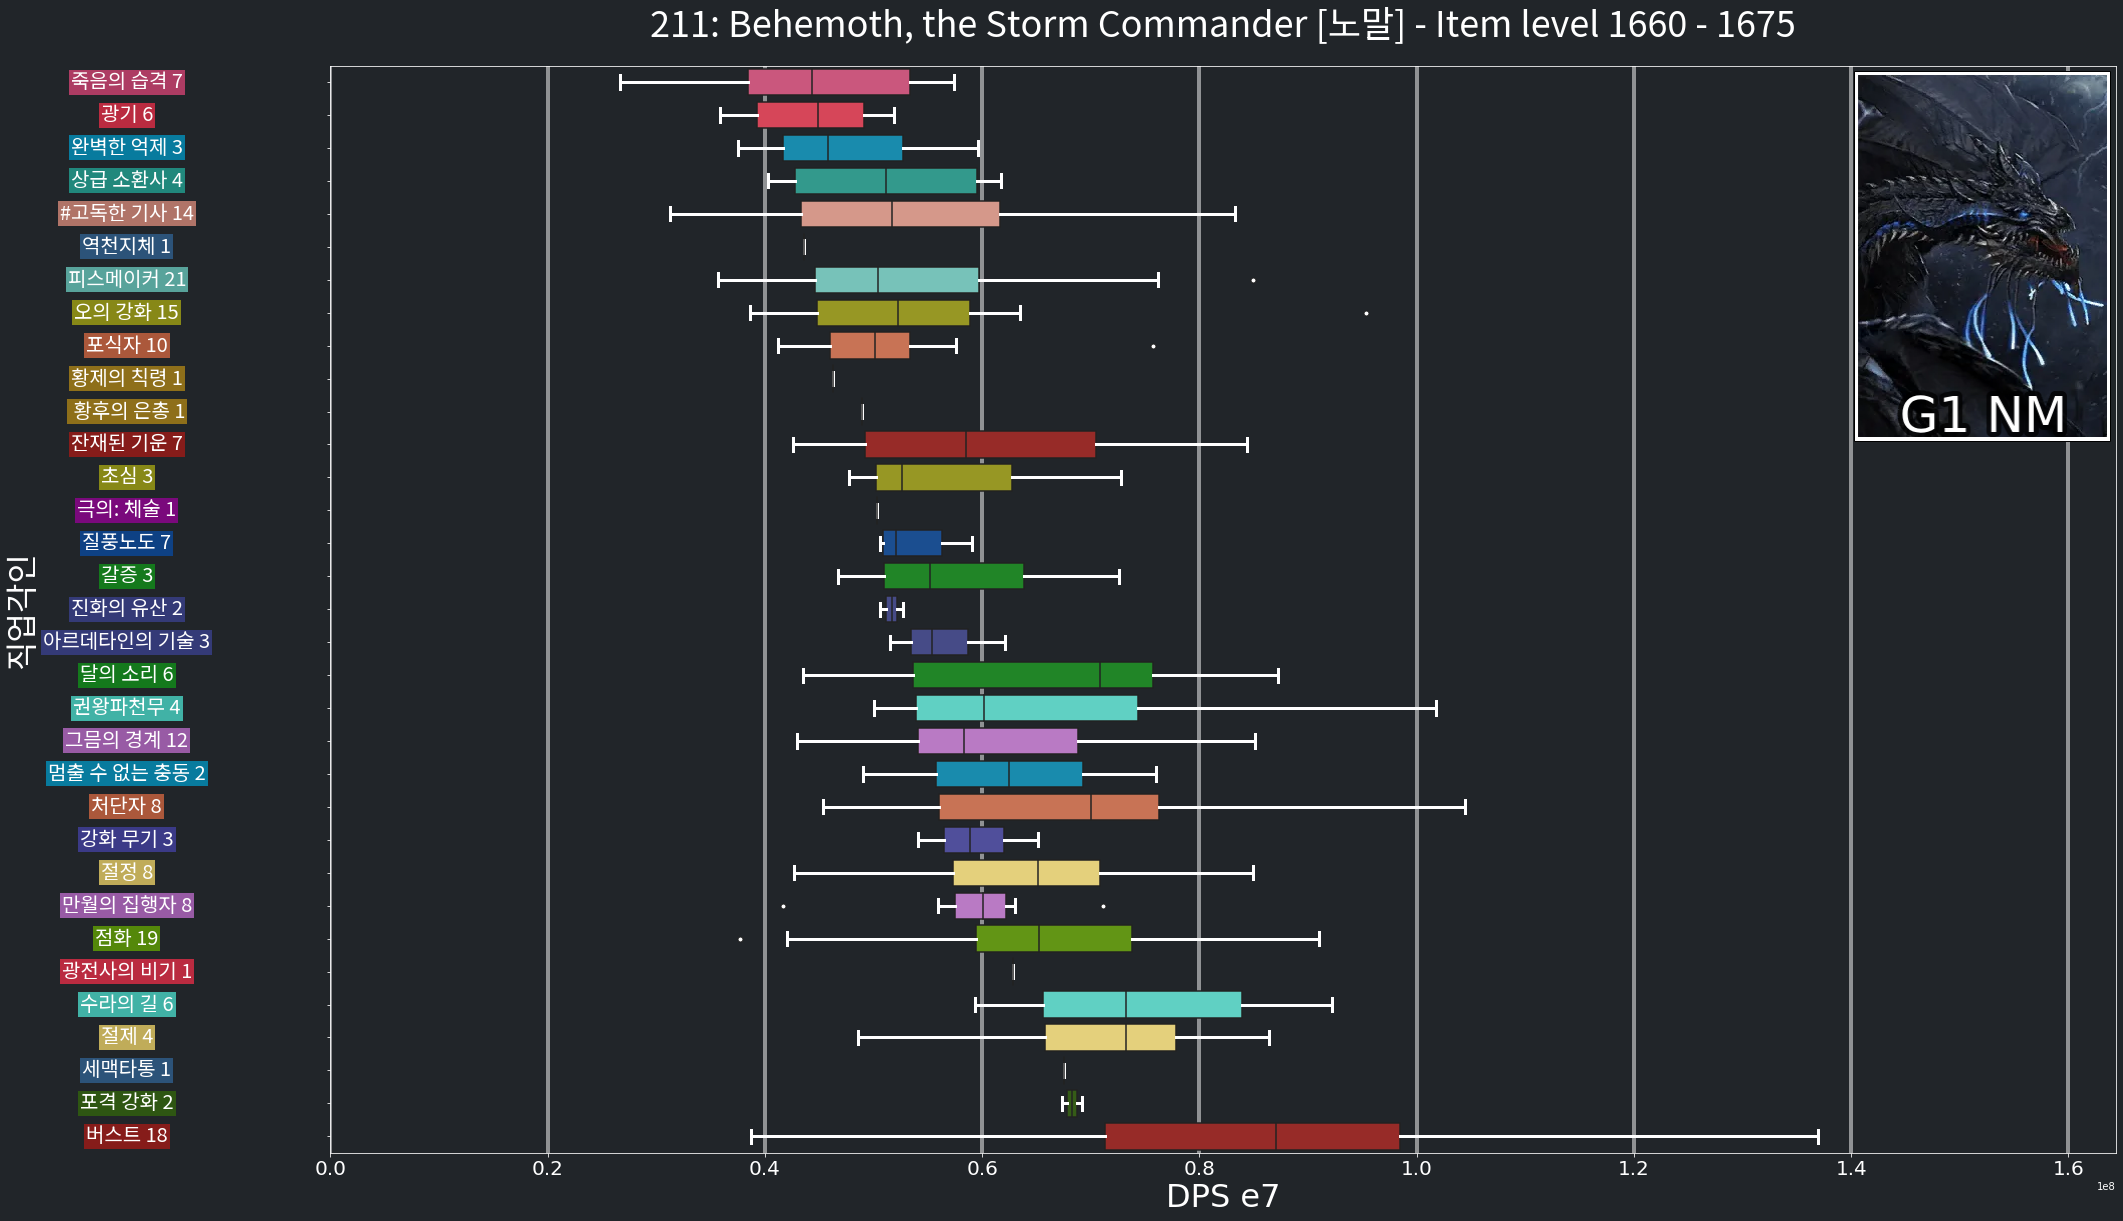 211: Behemoth, the Storm Commander [노말] - Item level 1660 - 1675
직업각인
죽음의 습격 7
광기 6
완벽한 억제 3
상급 소환사 4
#고독한 기사 14
역천지체 1
피스메이커 21
오의 강화 15
포식자 10
황제의 칙령 1
황후의 은총 1
잔재된 기운 7
초심 3
극의: 체술 1
질풍노도 7
갈증 3
진화의 유산 2
아르데타인의 기술 3
달의 소리 6
권왕파천무 4
그믐의 경계 12
멈출 수 없는 충동 2
처단자 8
강화 무기 3
절정 8
만월의 집행자 8
점화 19
광전사의 비기 1
수라의 길 6
절제 4
세맥타통 1
포격 강화 2
버스트 18
G1 NM
0.0 0.2 0.4 0.6 0.8 1.0 1.2 1.4 1.6
1e8
DPS e7